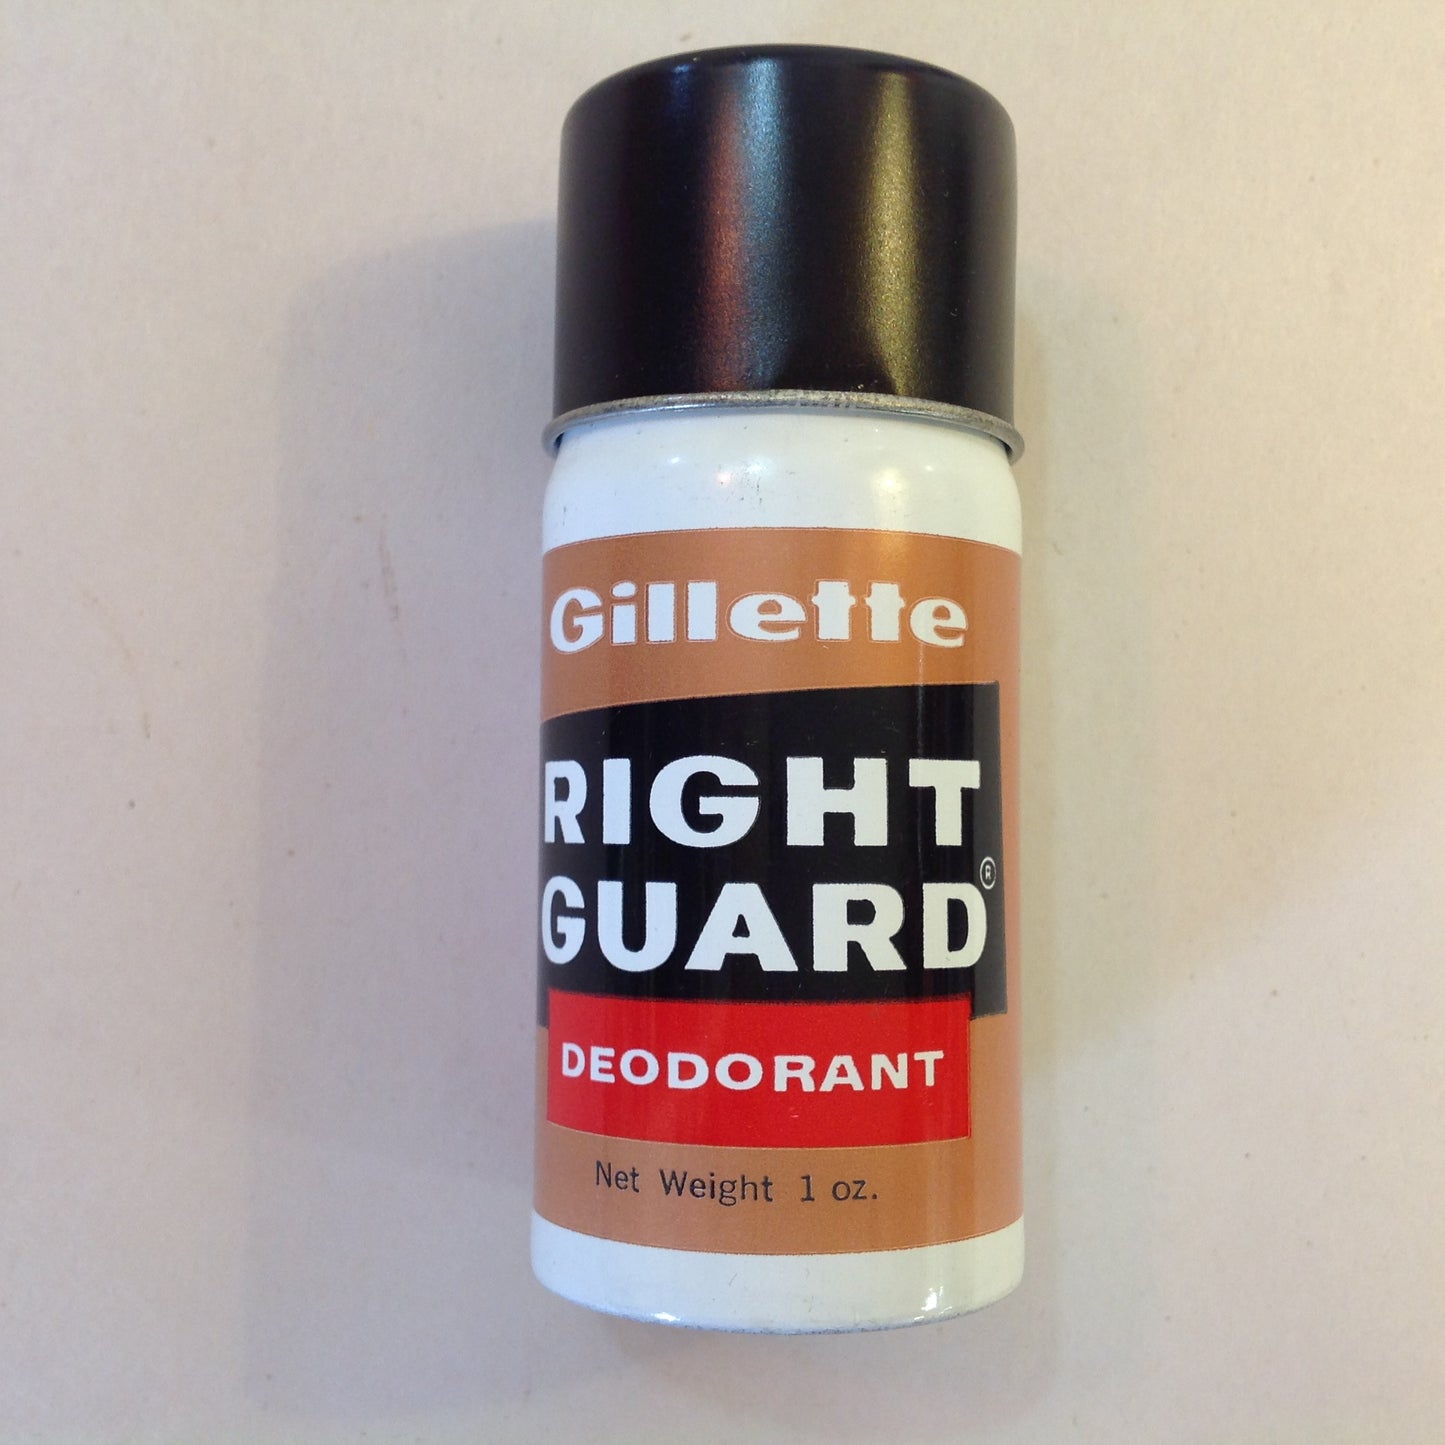 Gillette
RIGHT
GUARD®
DEODORANT
Net Weight 1 oz.